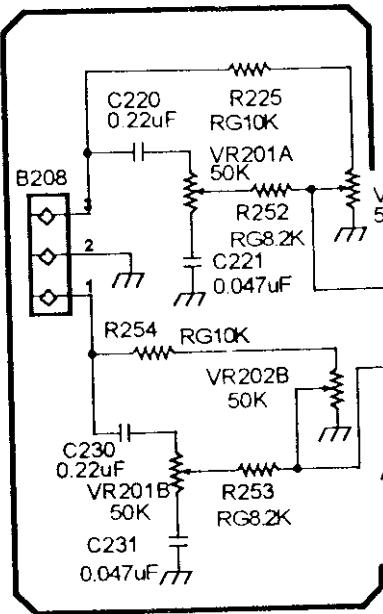 C220
0.22uF
R225
RG10K
VR201A
50K
B208
3
R252
RG8.2K
V
5
2
C221
0.047uF
1
R254
RG10K
VR202B
50K
C230
0.22uF
VR201B
50K
R253
RG8.2K
C231
0.047uF